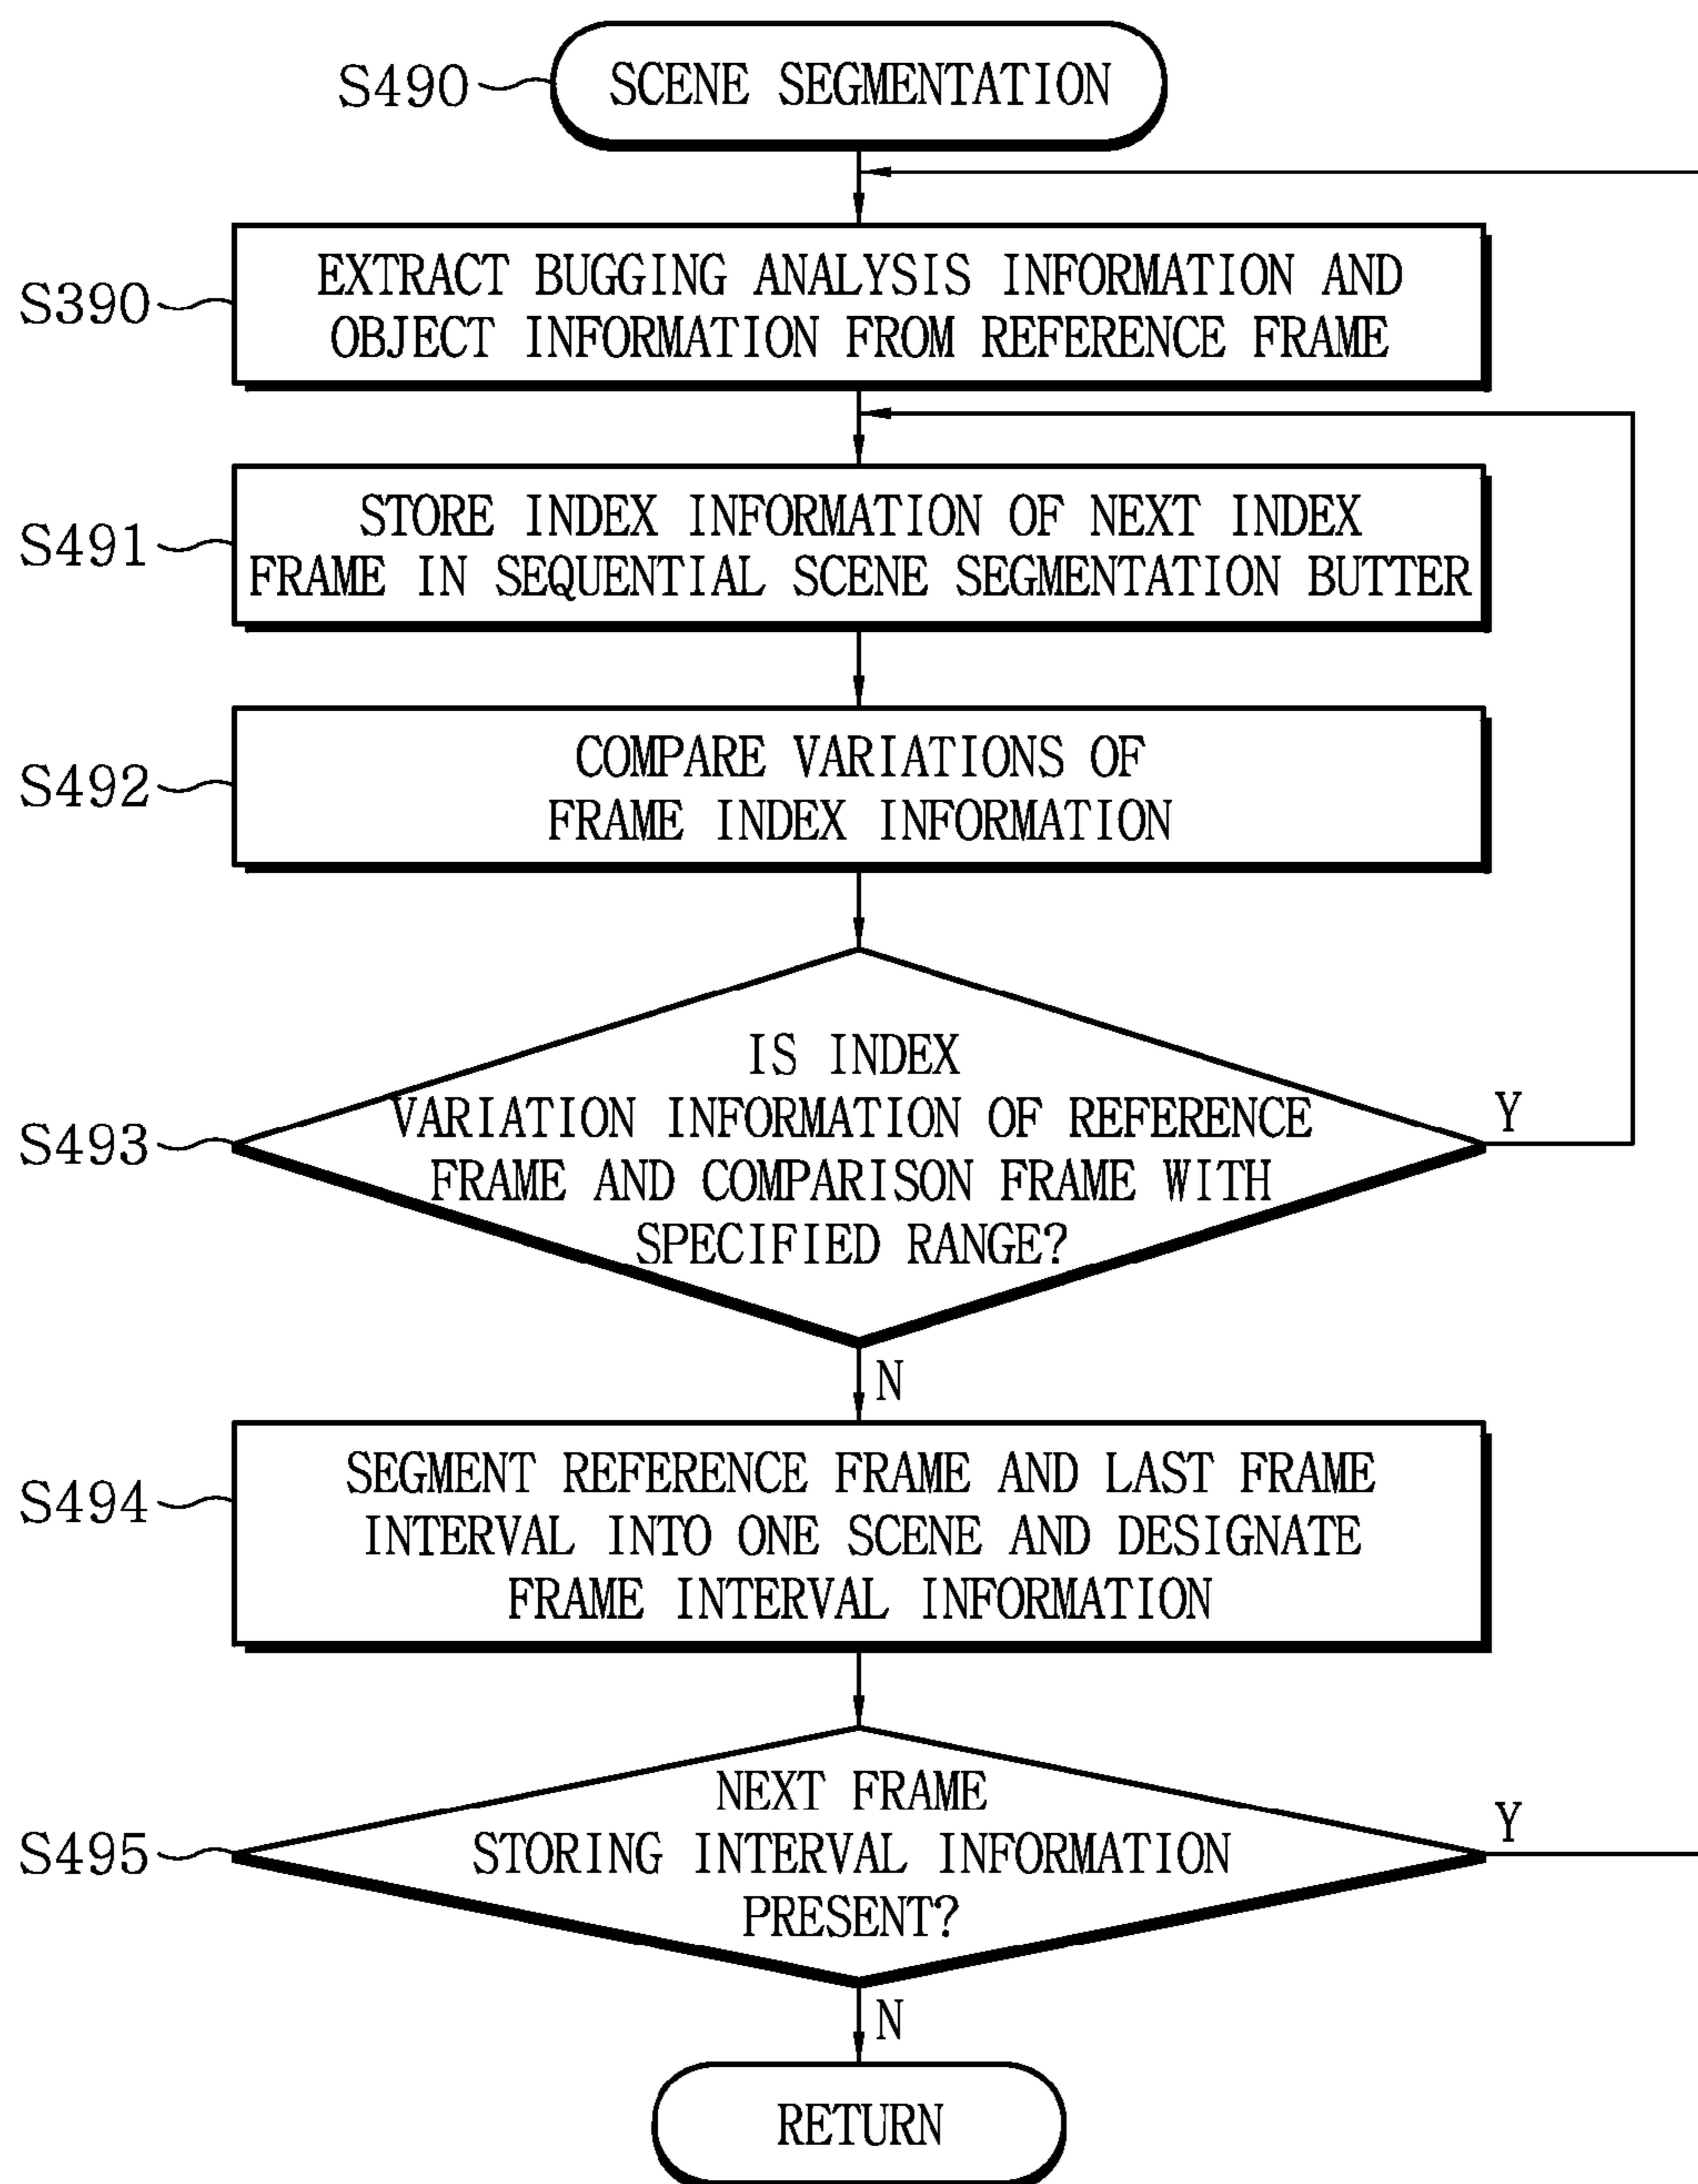 S490
SCENE SEGMENTATION
S390
EXTRACT BUGGING ANALYSIS INFORMATION AND
OBJECT INFORMATION FROM REFERENCE FRAME
S491
STORE INDEX INFORMATION OF NEXT INDEX
FRAME IN SEQUENTIAL SCENE SEGMENTATION BUTTER
S492
COMPARE VARIATIONS OF
FRAME INDEX INFORMATION
S493
IS INDEX
VARIATION INFORMATION OF REFERENCE
FRAME AND COMPARISON FRAME WITH
SPECIFIED RANGE?
Y
N
S494
SEGMENT REFERENCE FRAME AND LAST FRAME
INTERVAL INTO ONE SCENE AND DESIGNATE
FRAME INTERVAL INFORMATION
S495
NEXT FRAME
STORING INTERVAL INFORMATION
PRESENT?
Y
N
RETURN